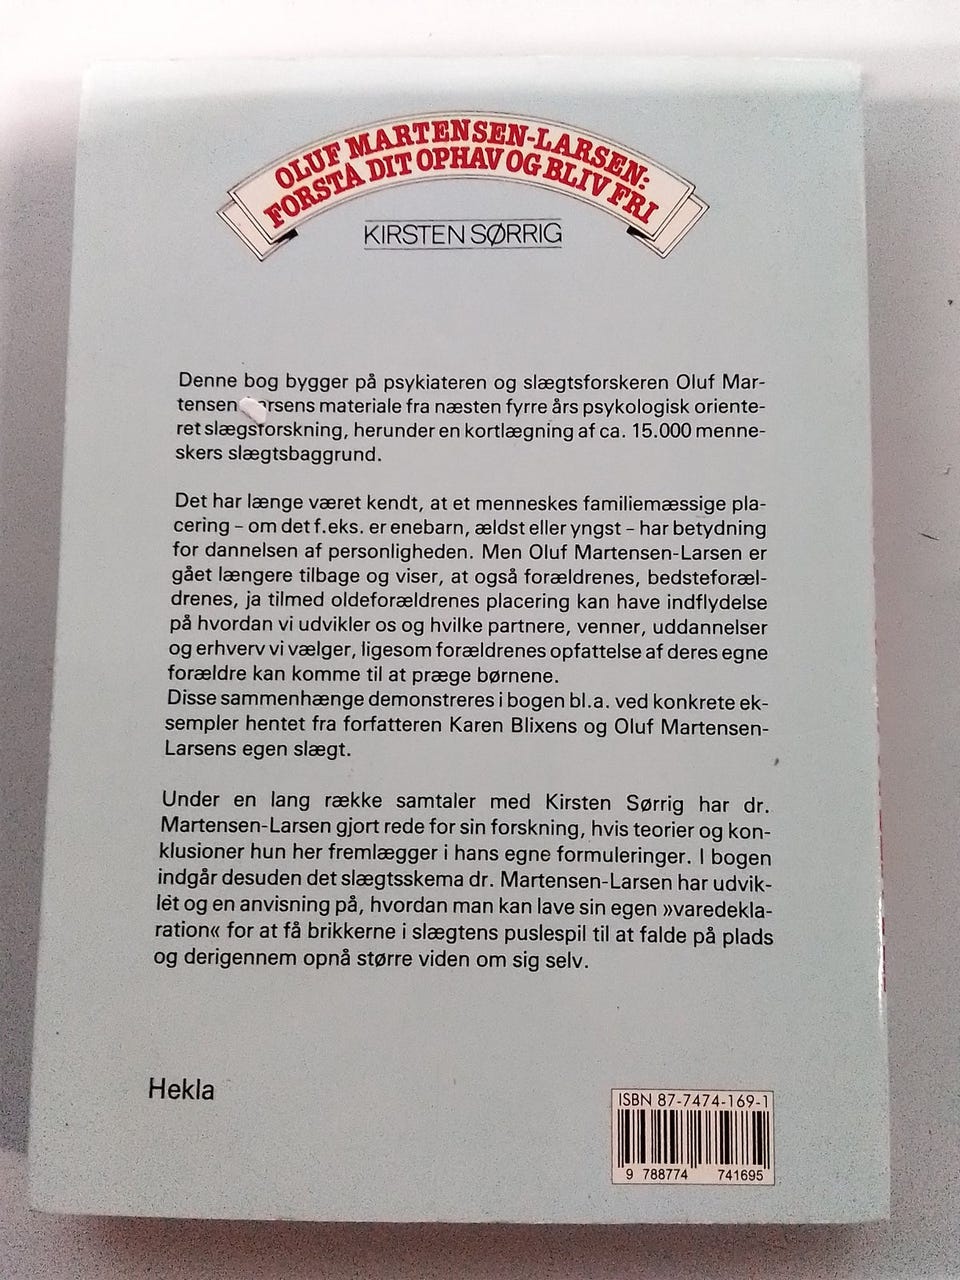 OLUF MARTENSEN-LARSEN:
FORSTÅ DIT OPHAV OG BLIV FRI
KIRSTEN SØRRIG
Denne bog bygger på psykiateren og slægtsforskeren Oluf Mar-
tensen rsens materiale fra næsten fyrre års psykologisk oriente-
ret slægsforskning, herunder en kortlægning af ca. 15.000 menne-
skers slægtsbaggrund.
Det har længe været kendt, at et menneskes familiemæssige pla-
cering – om det f.eks. er enebarn, ældst eller yngst – har betydning
for dannelsen af personligheden. Men Oluf Martensen-Larsen er
gået længere tilbage og viser, at også forældrenes, bedsteforæl-
drenes, ja tilmed oldeforældrenes placering kan have indflydelse
på hvordan vi udvikler os og hvilke partnere, venner, uddannelser
og erhverv vi vælger, ligesom forældrenes opfattelse af deres egne
forældre kan komme til at præge børnene.
Disse sammenhænge demonstreres i bogen bl.a. ved konkrete ek-
sempler hentet fra forfatteren Karen Blixens og Oluf Martensen-
Larsens egen slægt.
Under en lang række samtaler med Kirsten Sørrig har dr.
Martensen-Larsen gjort rede for sin forskning, hvis teorier og kon-
klusioner hun her fremlægger i hans egne formuleringer. I bogen
indgår desuden det slægtsskema dr. Martensen-Larsen har udvik-
let og en anvisning på, hvordan man kan lave sin egen »varedekla-
ration« for at få brikkerne i slægtens puslespil til at falde på plads
og derigennem opnå større viden om sig selv.
Hekla
ISBN 87-7474-169-1
9 788774 741695